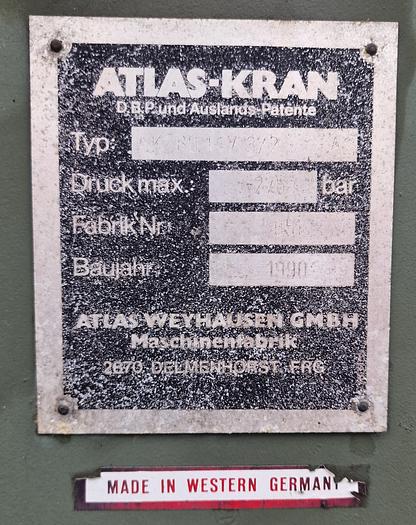 ATLAS-KRAN
D.B.P. und Auslands-Patente
Typ:
Druck max.: bar
Fabrik Nr.
Baujahr: 1990
ATLAS WEYHAUSEN GMBH
Maschinenfabrik
2870 DELMENHORST FRG
MADE IN WESTERN GERMANY